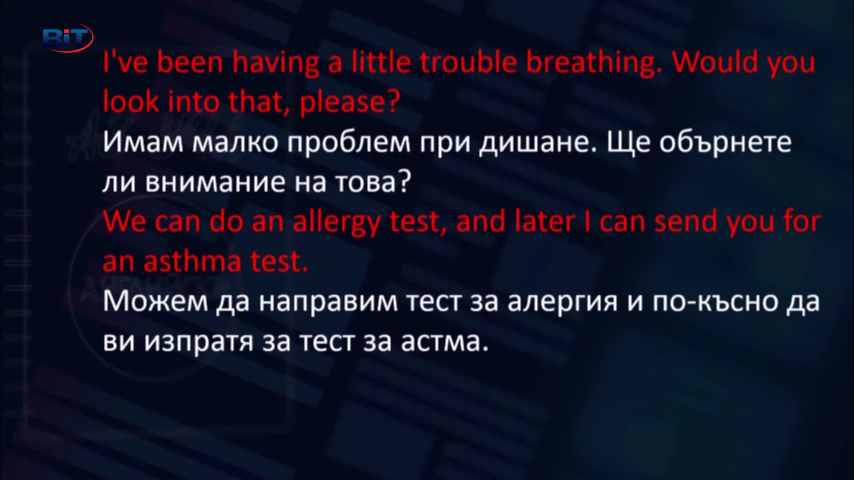 BiT
I've been having a little trouble breathing. Would you
look into that, please?
Имам малко проблем при дишане. Ще обърнете
ли внимание на това?
We can do an allergy test, and later I can send you for
an asthma test.
Можем да направим тест за алергия и по-късно да
ви изпратя за тест за астма.